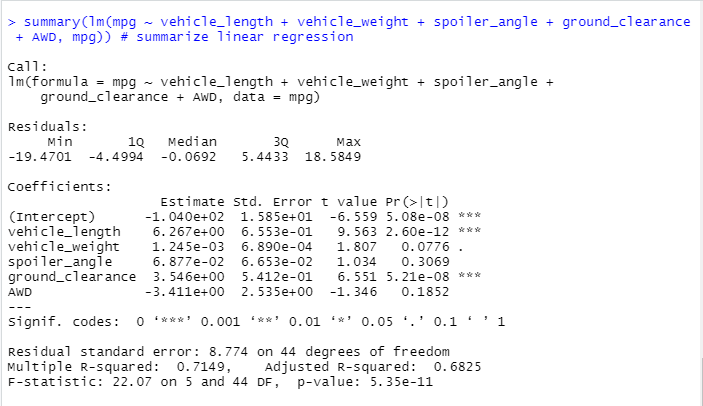 > summary(lm(mpg ~ vehicle_length + vehicle_weight + spoiler_angle + ground_clearance
+ AWD, mpg)) # summarize linear regression
Call:
lm(formula = mpg ~ vehicle_length + vehicle_weight + spoiler_angle +
ground_clearance + AWD, data = mpg)
Residuals:
Min 1Q Median 3Q Max
-19.4701 -4.4994 -0.0692 5.4433 18.5849
Coefficients:
Estimate Std. Error t value Pr(>|t|)
(Intercept) -1.040e+02 1.585e+01 -6.559 5.08e-08 ***
vehicle_length 6.267e+00 6.553e-01 9.563 2.60e-12 ***
vehicle_weight 1.245e-03 6.890e-04 1.807 0.0776 .
spoiler_angle 6.877e-02 6.653e-02 1.034 0.3069
ground_clearance 3.546e+00 5.412e-01 6.551 5.21e-08 ***
AWD -3.411e+00 2.535e+00 -1.346 0.1852
---
Signif. codes: 0 ‘***’ 0.001 ‘**’ 0.01 ‘*’ 0.05 ‘.’ 0.1 ‘ ’ 1
Residual standard error: 8.774 on 44 degrees of freedom
Multiple R-squared: 0.7149, Adjusted R-squared: 0.6825
F-statistic: 22.07 on 5 and 44 DF, p-value: 5.35e-11